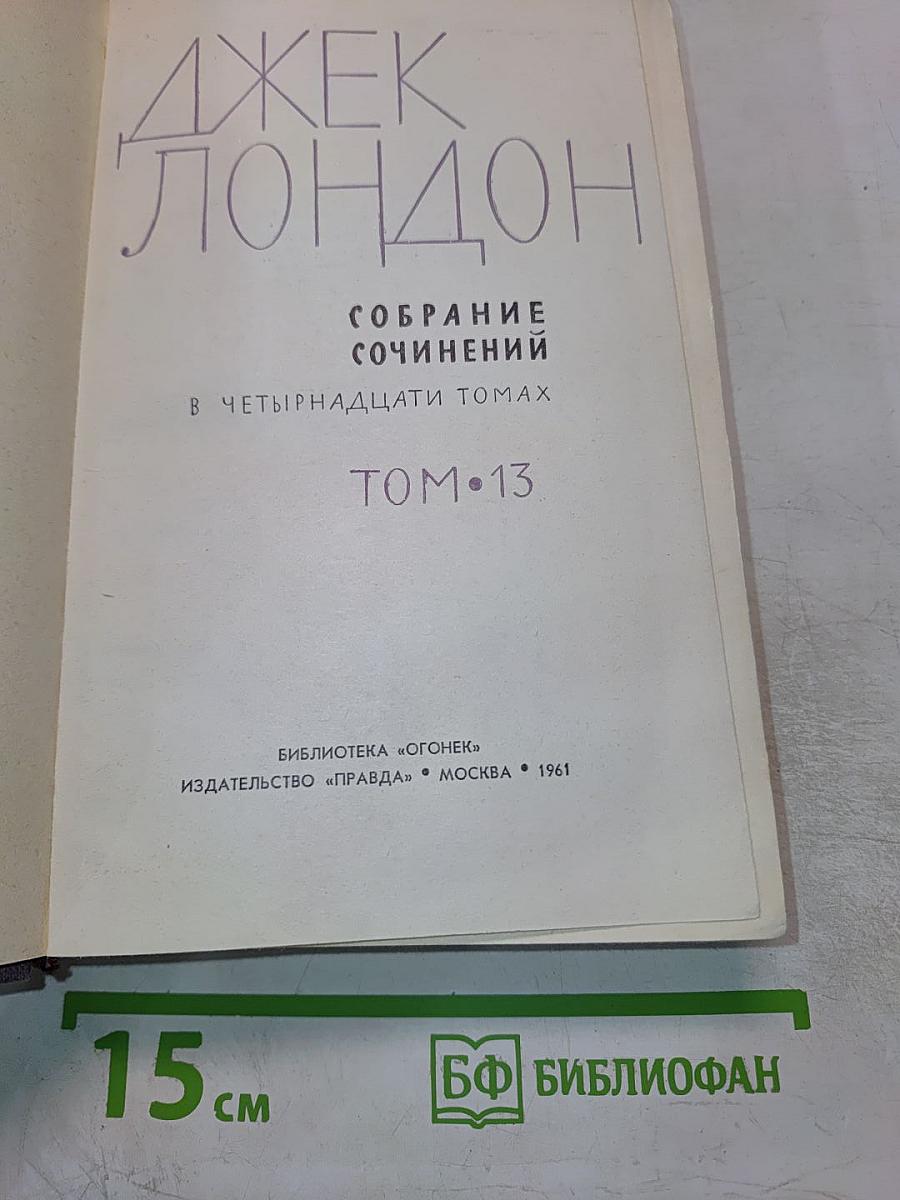 ДЖЕК
ЛОНДОН
СОБРАНИЕ
СОЧИНЕНИЙ
В ЧЕТЫРНАДЦАТИ ТОМАХ
ТОМ • 13
БИБЛИОТЕКА «ОГОНЕК»
ИЗДАТЕЛЬСТВО «ПРАВДА» • МОСКВА • 1961
15 см
БФ БИБЛИОФАН